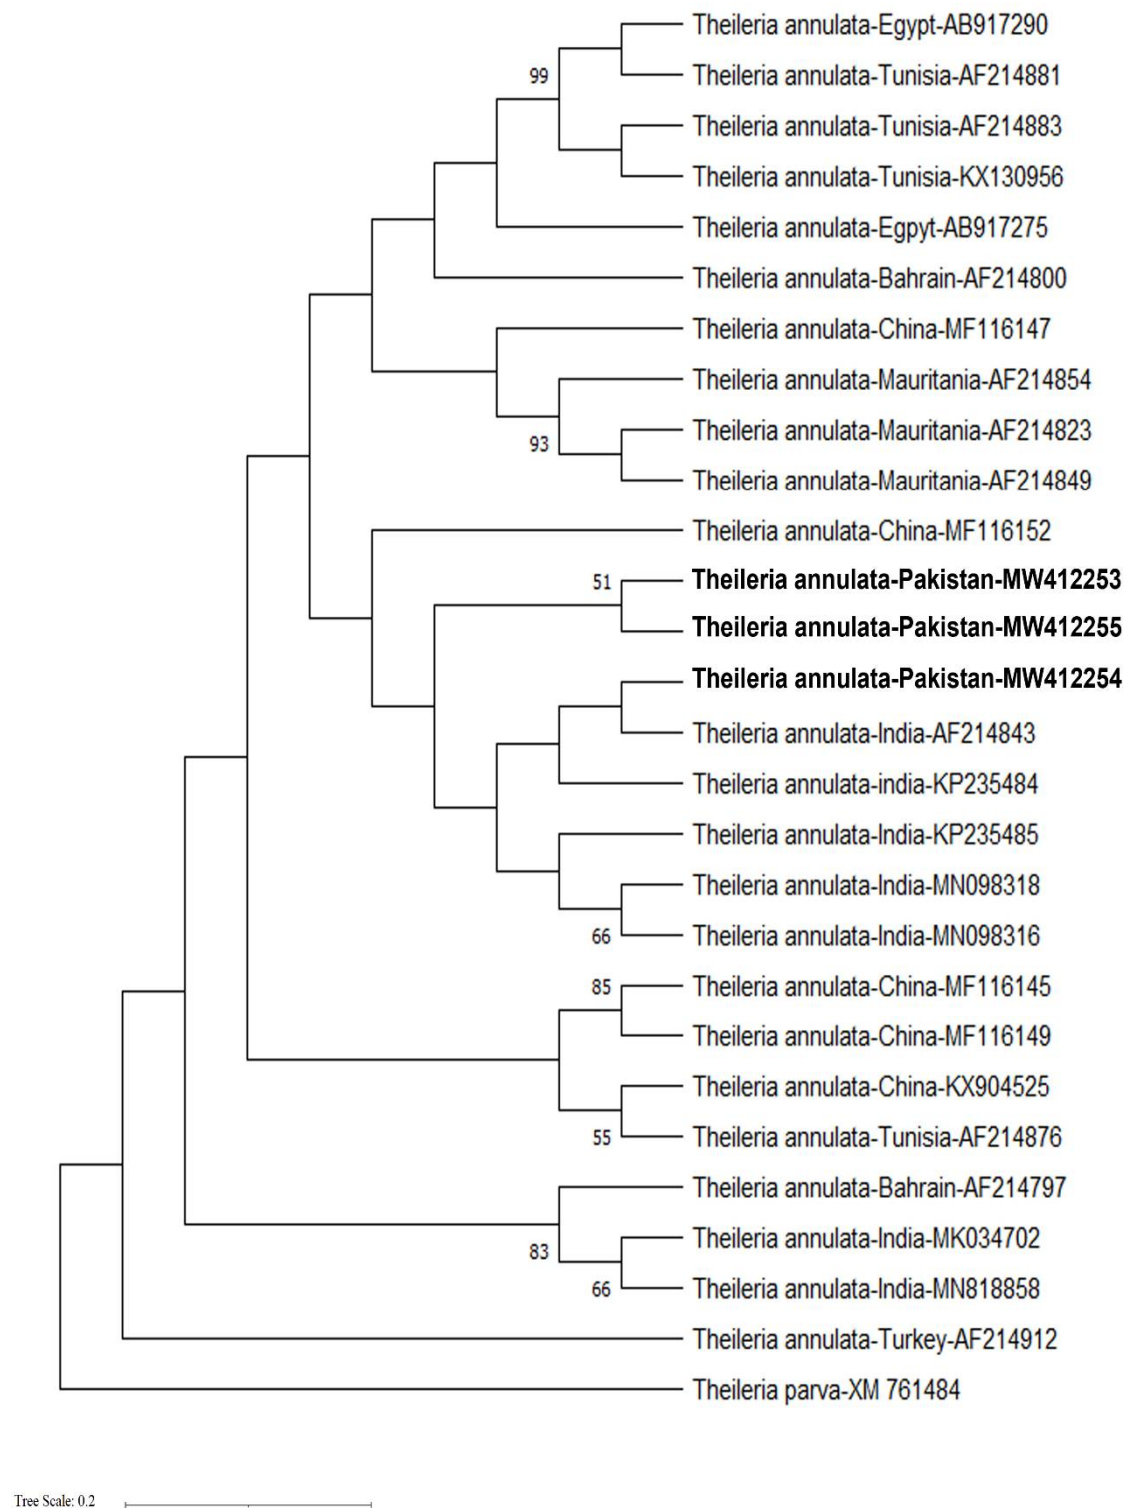 Theileria annulata-Egypt-AB917290
99
Theileria annulata-Tunisia-AF214881
Theileria annulata-Tunisia-AF214883
Theileria annulata-Tunisia-KX130956
Theileria annulata-Egpyt-AB917275
Theileria annulata-Bahrain-AF214800
Theileria annulata-China-MF116147
Theileria annulata-Mauritania-AF214854
Theileria annulata-Mauritania-AF214823
93
Theileria annulata-Mauritania-AF214849
Theileria annulata-China-MF116152
51
Theileria annulata-Pakistan-MW412253
Theileria annulata-Pakistan-MW412255
Theileria annulata-Pakistan-MW412254
Theileria annulata-India-AF214843
Theileria annulata-india-KP235484
Theileria annulata-India-KP235485
Theileria annulata-India-MN098318
66
Theileria annulata-India-MN098316
85
Theileria annulata-China-MF116145
Theileria annulata-China-MF116149
Theileria annulata-China-KX904525
55
Theileria annulata-Tunisia-AF214876
Theileria annulata-Bahrain-AF214797
Theileria annulata-India-MK034702
83
66
Theileria annulata-India-MN818858
Theileria annulata-Turkey-AF214912
Theileria parva-XM 761484
Tree Scale: 0.2